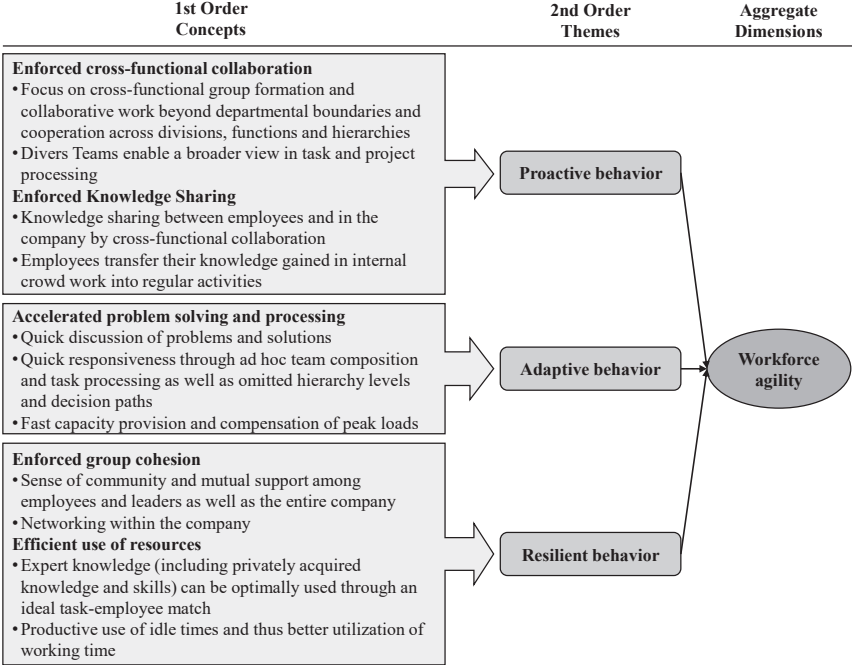 1st Order
Concepts
2nd Order
Themes
Aggregate
Dimensions
Enforced cross-functional collaboration
• Focus on cross-functional group formation and
collaborative work beyond departmental boundaries and
cooperation across divisions, functions and hierarchies
• Divers Teams enable a broader view in task and project
processing
Enforced Knowledge Sharing
• Knowledge sharing between employees and in the
company by cross-functional collaboration
• Employees transfer their knowledge gained in internal
crowd work into regular activities
Proactive behavior
Accelerated problem solving and processing
• Quick discussion of problems and solutions
• Quick responsiveness through ad hoc team composition
and task processing as well as omitted hierarchy levels
and decision paths
• Fast capacity provision and compensation of peak loads
Adaptive behavior
Workforce
agility
Enforced group cohesion
• Sense of community and mutual support among
employees and leaders as well as the entire company
• Networking within the company
Efficient use of resources
• Expert knowledge (including privately acquired
knowledge and skills) can be optimally used through an
ideal task-employee match
• Productive use of idle times and thus better utilization of
working time
Resilient behavior